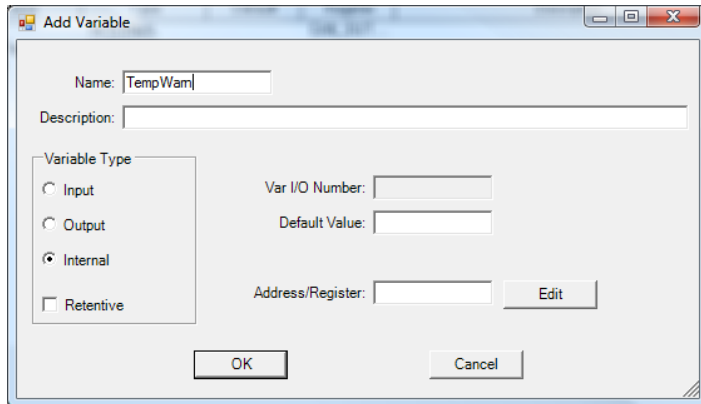 Add Variable
Name: TempWarn
Description:
Variable Type
Input
Var I/O Number:
Output
Default Value:
Internal
Address/Register:
Edit
Retentive
OK
Cancel